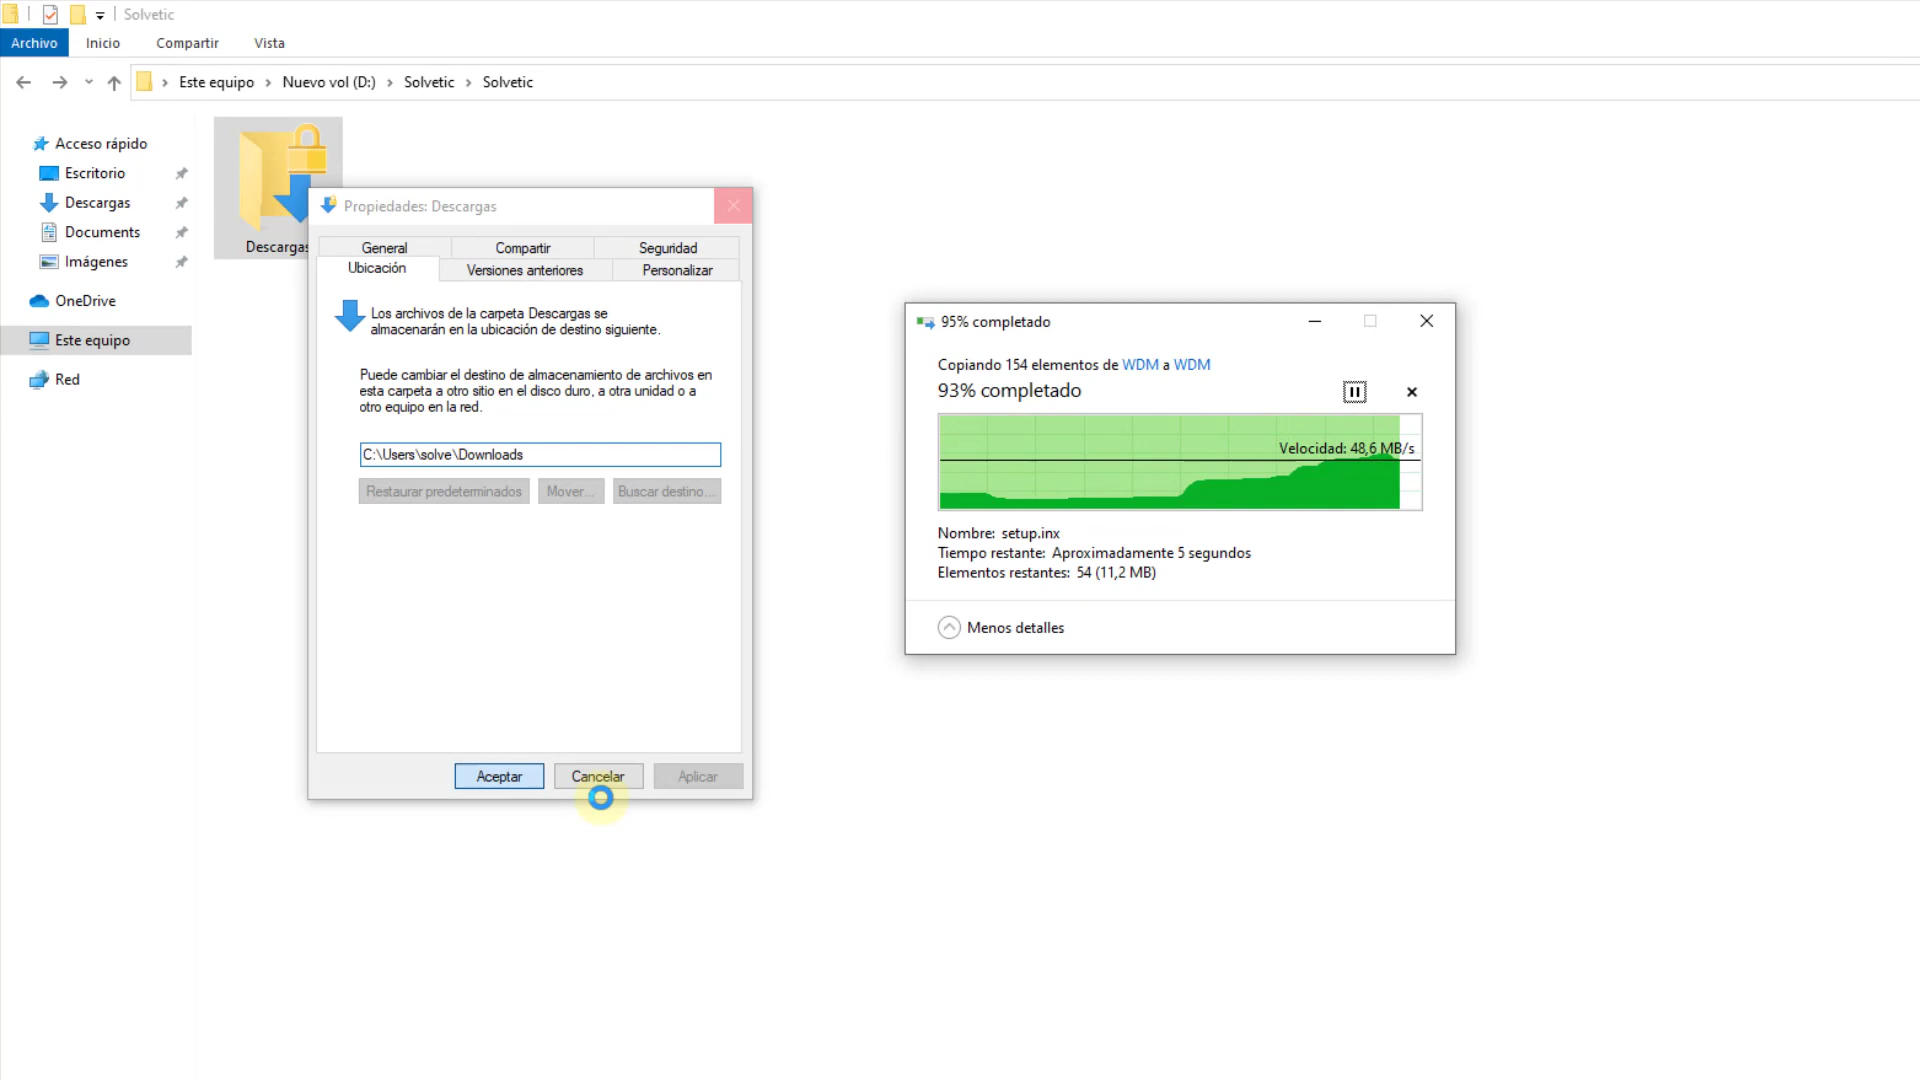 Solvetic
Archivo Inicio Compartir Vista
Este equipo Nuevo vol (D:) Solvetic Solvetic
Acceso rápido
Escritorio
Descargas
Documents
Imágenes
OneDrive
Este equipo
Red
Descargas
Propiedades: Descargas
General Compartir Seguridad
Ubicación Versiones anteriores Personalizar
Los archivos de la carpeta Descargas se
almacenarán en la ubicación de destino siguiente.
Puede cambiar el destino de almacenamiento de archivos en
esta carpeta a otro sitio en el disco duro, a otra unidad o a
otro equipo en la red.
C:\Users\solve\Downloads
Restaurar predeterminados Mover... Buscar destino...
Aceptar Cancelar Aplicar
95% completado
Copiando 154 elementos de WDM a WDM
93% completado
Velocidad: 48,6 MB/s
Nombre: setup.inx
Tiempo restante: Aproximadamente 5 segundos
Elementos restantes: 54 (11,2 MB)
Menos detalles